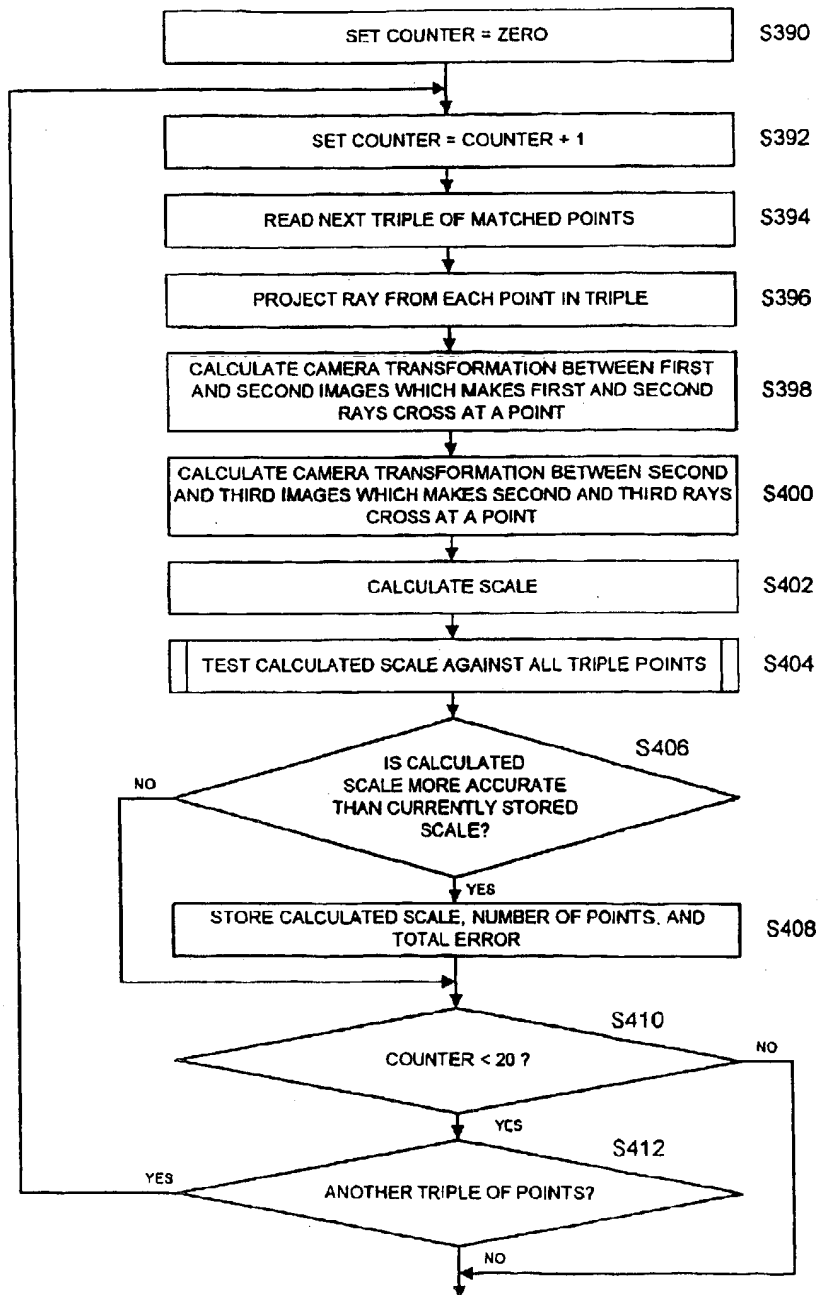 SET COUNTER = ZERO
S390
SET COUNTER = COUNTER + 1
S392
READ NEXT TRIPLE OF MATCHED POINTS
S394
PROJECT RAY FROM EACH POINT IN TRIPLE
S396
CALCULATE CAMERA TRANSFORMATION BETWEEN FIRST
AND SECOND IMAGES WHICH MAKES FIRST AND SECOND
RAYS CROSS AT A POINT
S398
CALCULATE CAMERA TRANSFORMATION BETWEEN SECOND
AND THIRD IMAGES WHICH MAKES SECOND AND THIRD RAYS
CROSS AT A POINT
S400
CALCULATE SCALE
S402
TEST CALCULATED SCALE AGAINST ALL TRIPLE POINTS
S404
S406
IS CALCULATED
SCALE MORE ACCURATE
THAN CURRENTLY STORED
SCALE?
NO
YES
STORE CALCULATED SCALE, NUMBER OF POINTS, AND
TOTAL ERROR
S408
S410
COUNTER < 20 ?
NO
YES
S412
YES
ANOTHER TRIPLE OF POINTS?
NO